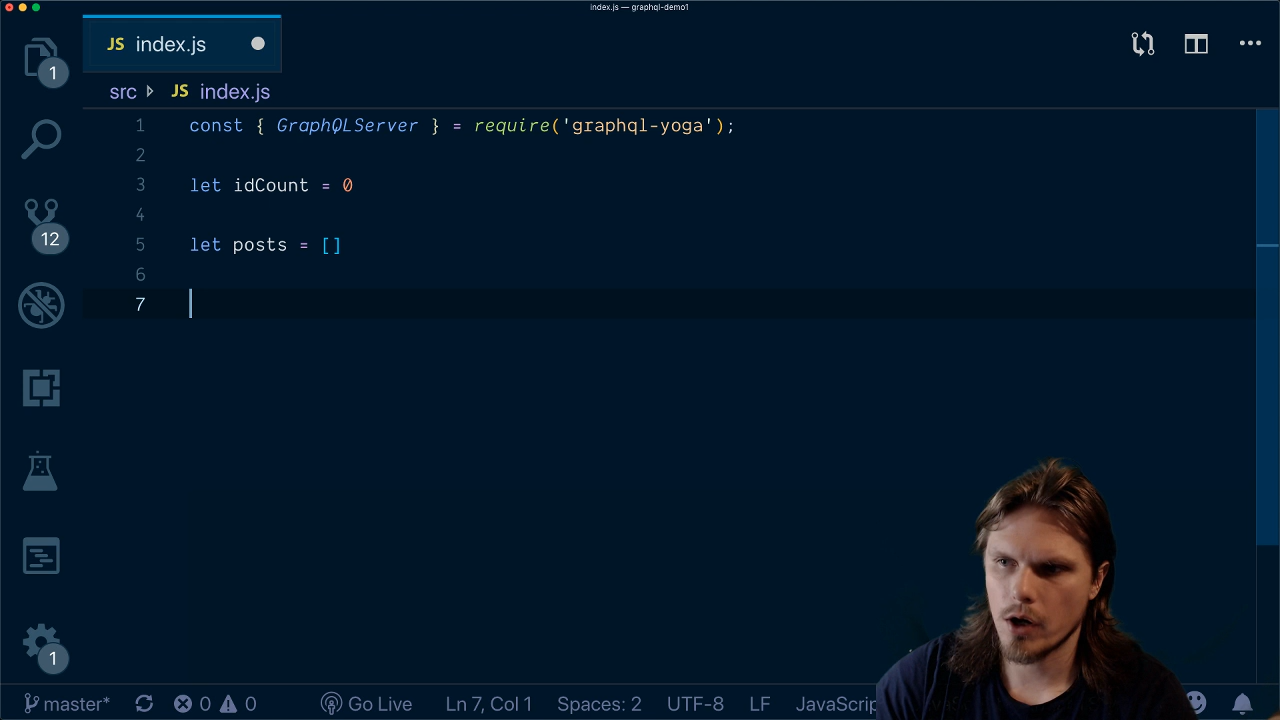 index.js — graphql-demo1
JS index.js
src JS index.js
1
12
1
1 const { GraphQLServer } = require('graphql-yoga');
2
3 let idCount = 0
4
5 let posts = []
6
7
master* 0 0 Go Live Ln 7, Col 1 Spaces: 2 UTF-8 LF JavaScrip